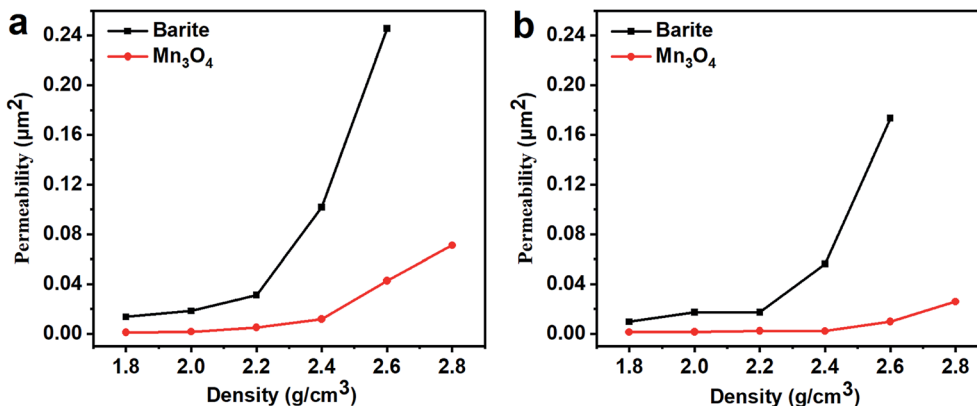 a
Barite
Mn₃O₄
Permeability (μm²)
0.24
0.20
0.16
0.12
0.08
0.04
0.00
1.8 2.0 2.2 2.4 2.6 2.8
Density (g/cm³)
b
Barite
Mn₃O₄
Permeability (μm²)
0.24
0.20
0.16
0.12
0.08
0.04
0.00
1.8 2.0 2.2 2.4 2.6 2.8
Density (g/cm³)